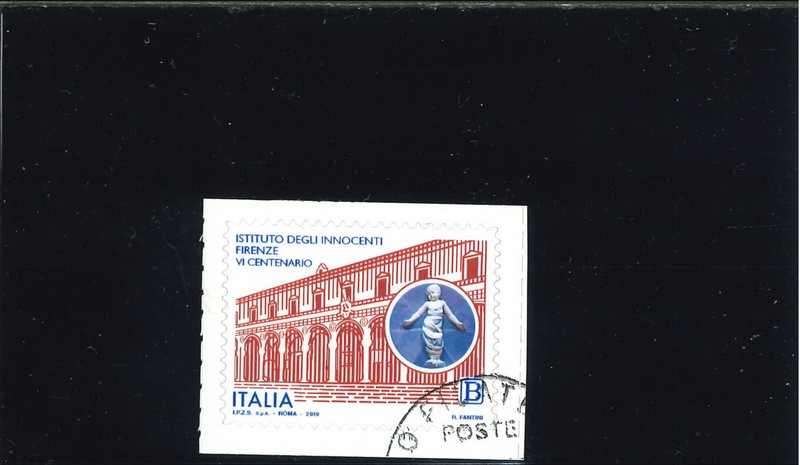 ISTITUTO DEGLI INNOCENTI
FIRENZE
VI CENTENARIO
ITALIA
B
I.P.Z.S. S.p.A. - ROMA - 2019
R. FANTINI
POSTE